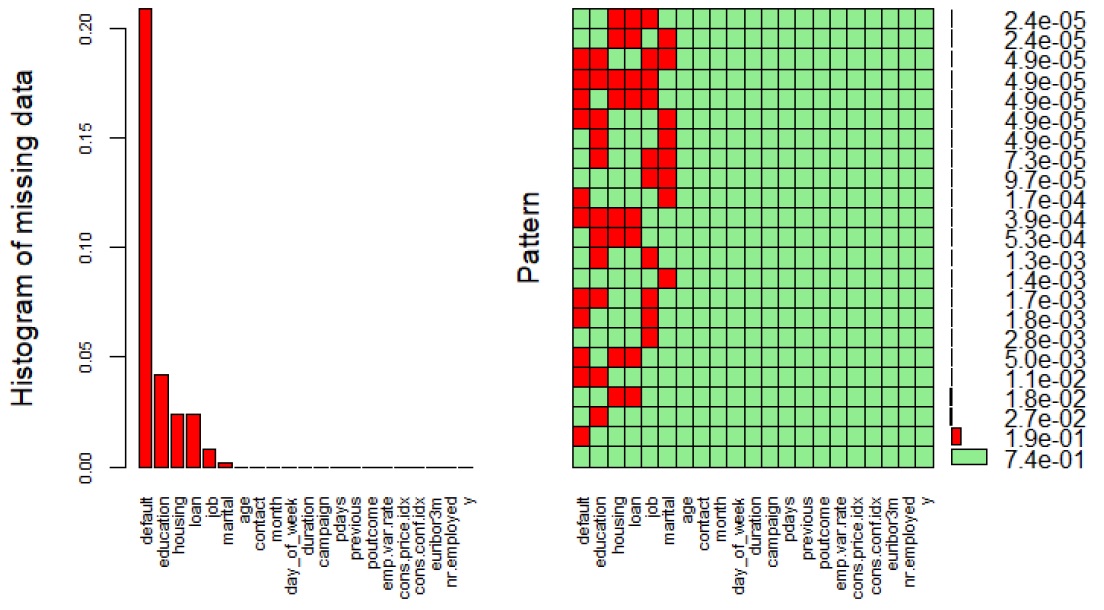 Histogram of missing data
0.20
0.15
0.10
0.05
0.00
default
education
housing
loan
job
marital
age
contact
month
day_of_week
duration
campaign
pdays
previous
poutcome
emp.var.rate
cons.price.idx
cons.conf.idx
euribor3m
nr.employed
y
Pattern
2.4e-05
2.4e-05
4.9e-05
4.9e-05
4.9e-05
4.9e-05
4.9e-05
7.3e-05
9.7e-05
1.7e-04
3.9e-04
5.3e-04
1.3e-03
1.4e-03
1.7e-03
1.8e-03
2.8e-03
5.0e-03
1.1e-02
1.8e-02
2.7e-02
1.9e-01
7.4e-01
default
education
housing
loan
job
marital
age
contact
month
day_of_week
duration
campaign
pdays
previous
poutcome
emp.var.rate
cons.price.idx
cons.conf.idx
euribor3m
nr.employed
y